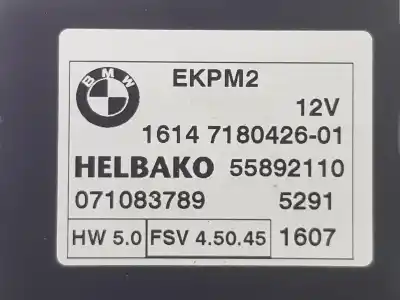 BMW
EKPM2
12V
1614 7180426-01
HELBAKO 55892110
071083789 5291
HW 5.0 FSV 4.50.45 1607